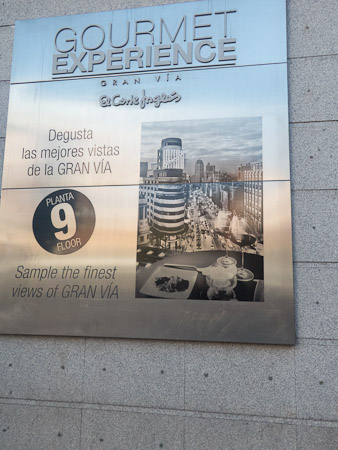 GOURMET
EXPERIENCE
GRAN VÍA
El Corte Inglés
Degusta
las mejores vistas
de la GRAN VÍA
PLANTA
9
FLOOR
Sample the finest
views of GRAN VÍA